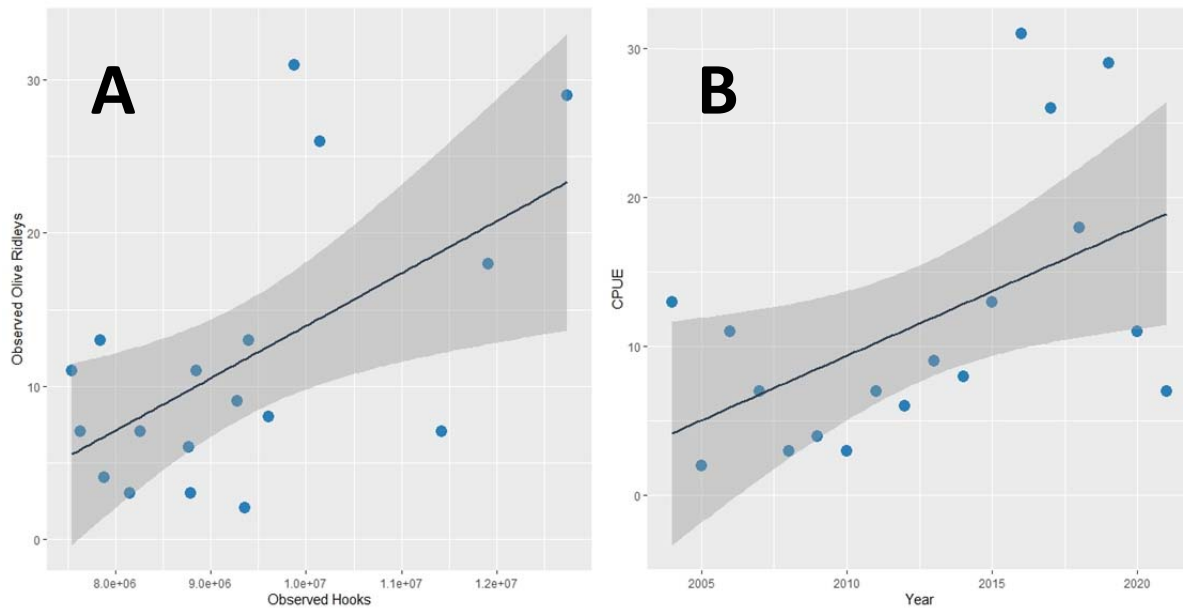 A
B
Observed Olive Ridleys
30
20
10
0
8.0e+06 9.0e+06 1.0e+07 1.1e+07 1.2e+07
Observed Hooks
CPUE
30
20
10
0
2005 2010 2015 2020
Year